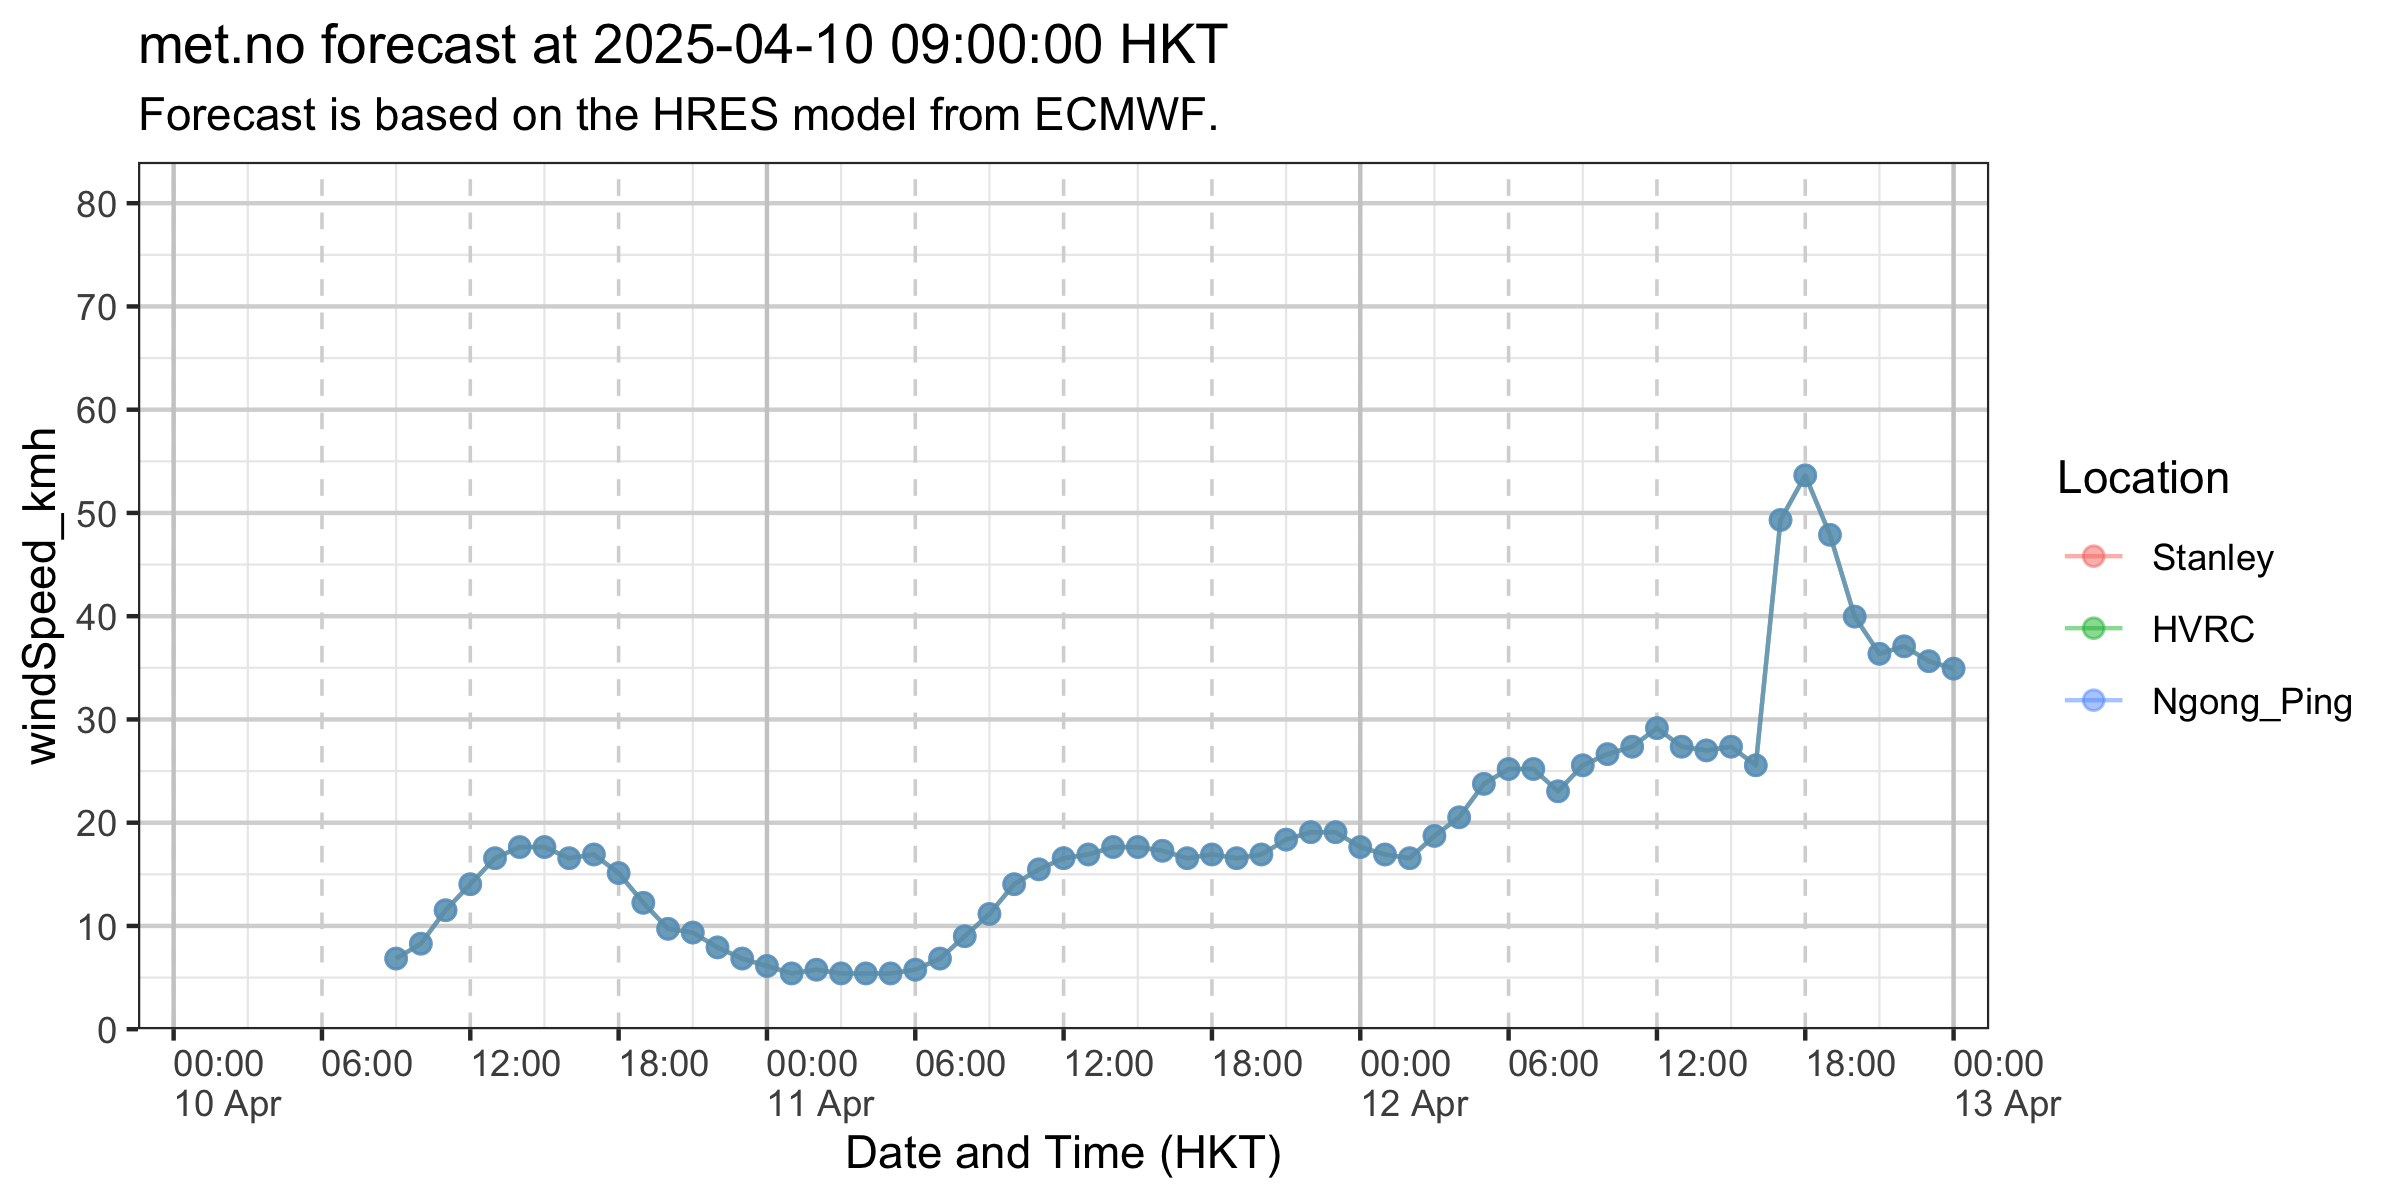 met.no forecast at 2025-04-10 09:00:00 HKT
Forecast is based on the HRES model from ECMWF.
windSpeed_kmh
80
70
60
50
40
30
20
10
0
00:00 06:00 12:00 18:00 00:00 06:00 12:00 18:00 00:00 06:00 12:00 18:00 00:00
10 Apr 11 Apr 12 Apr 13 Apr
Date and Time (HKT)
Location
Stanley
HVRC
Ngong_Ping